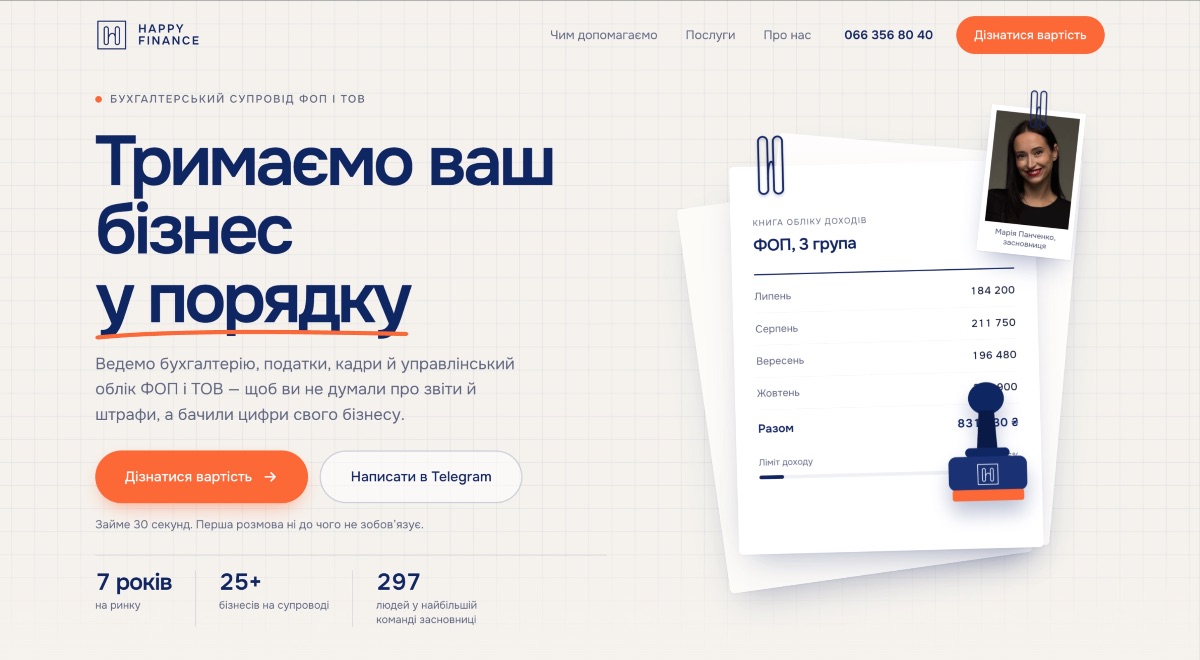 HAPPY
FINANCE
Чим допомагаємо
Послуги
Про нас
066 356 80 40
Дізнатися вартість
БУХГАЛТЕРСЬКИЙ СУПРОВІД ФОП І ТОВ
Тримаємо ваш
бізнес
у порядку
Ведемо бухгалтерію, податки, кадри й управлінський
облік ФОП і ТОВ — щоб ви не думали про звіти й
штрафи, а бачили цифри свого бізнесу.
Дізнатися вартість →
Написати в Telegram
Займе 30 секунд. Перша розмова ні до чого не зобов'язує.
7 років
на ринку
25+
бізнесів на супроводі
297
людей у найбільшій
команді засновниці
Марія Панченко,
засновниця
КНИГА ОБЛІКУ ДОХОДІВ
ФОП, 3 група
Липень 184 200
Серпень 211 750
Вересень 196 480
Жовтень
Разом
Ліміт доходу